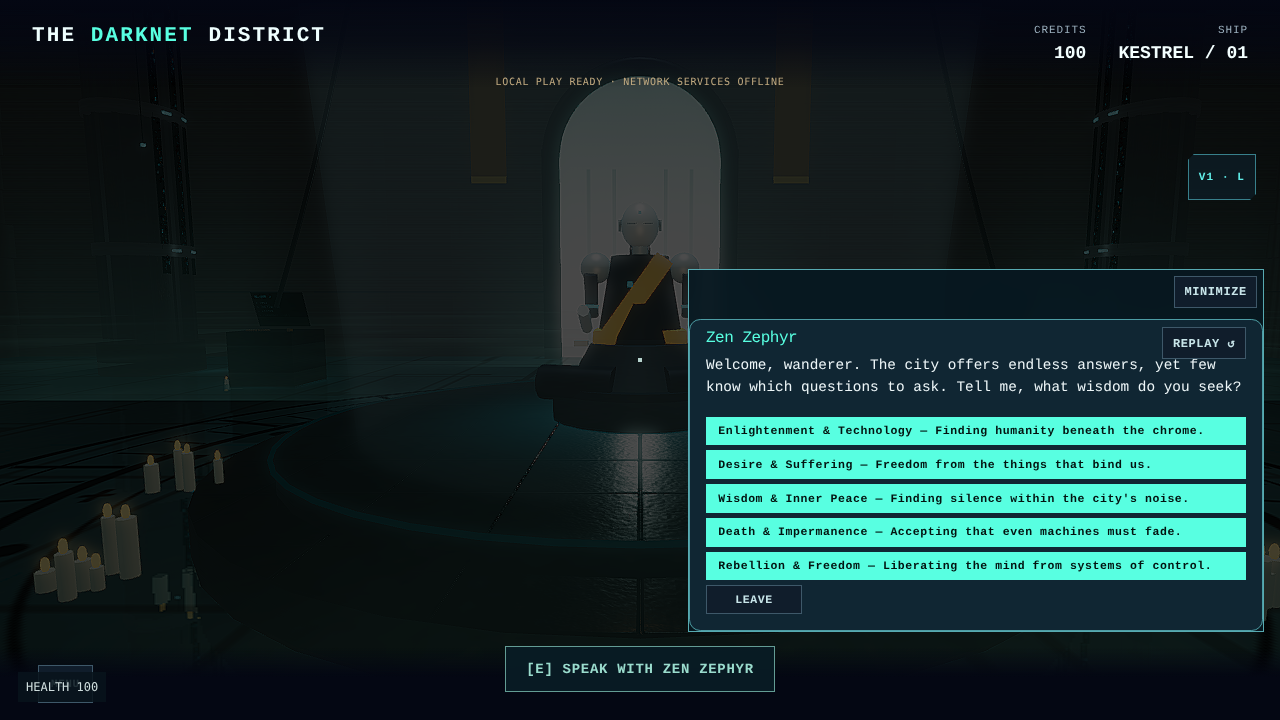 THE DARKNET DISTRICT
CREDITS
100
SHIP
KESTREL / 01
LOCAL PLAY READY · NETWORK SERVICES OFFLINE
V1 · L
MINIMIZE
Zen Zephyr
REPLAY ↺
Welcome, wanderer. The city offers endless answers, yet few
know which questions to ask. Tell me, what wisdom do you seek?
Enlightenment & Technology — Finding humanity beneath the chrome.
Desire & Suffering — Freedom from the things that bind us.
Wisdom & Inner Peace — Finding silence within the city's noise.
Death & Impermanence — Accepting that even machines must fade.
Rebellion & Freedom — Liberating the mind from systems of control.
LEAVE
[E] SPEAK WITH ZEN ZEPHYR
HEALTH 100